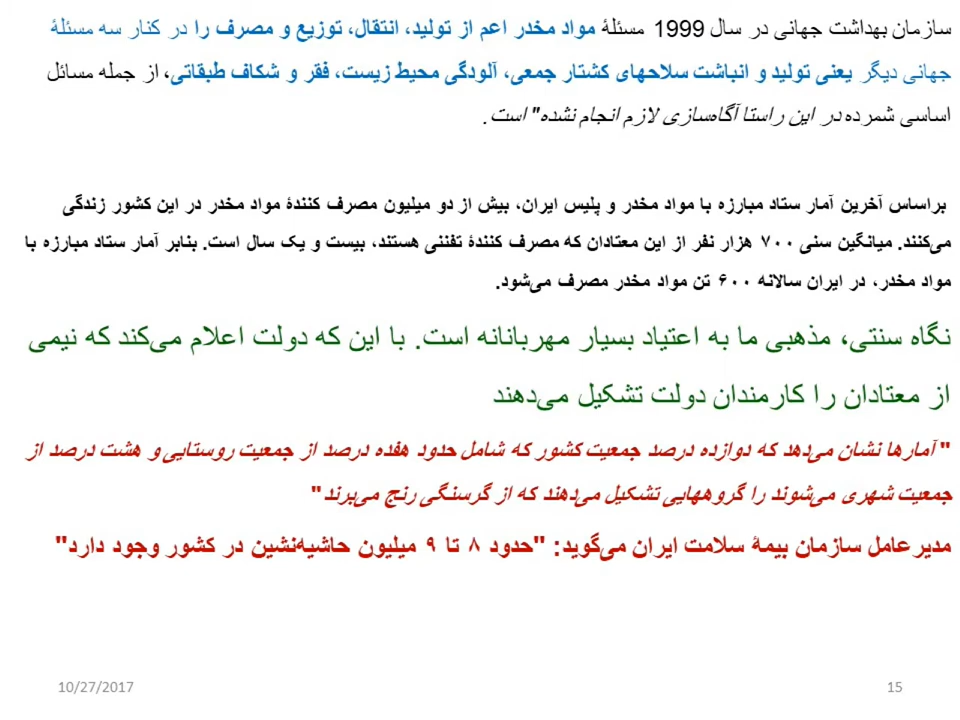 سازمان بهداشت جهانی در سال 1999 مسئلهٔ مواد مخدر اعم از تولید، انتقال، توزیع و مصرف را در کنار سه مسئلهٔ
جهانی دیگر یعنی تولید و انباشت سلاحهای کشتار جمعی، آلودگی محیط زیست، فقر و شکاف طبقاتی، از جمله مسائل
اساسی شمرده در این راستا آگاه‌سازی لازم انجام نشده" است.
براساس آخرین آمار ستاد مبارزه با مواد مخدر و پلیس ایران، بیش از دو میلیون مصرف کنندهٔ مواد مخدر در این کشور زندگی
می‌کنند. میانگین سنی ۷۰۰ هزار نفر از این معتادان که مصرف کنندهٔ تفننی هستند، بیست و یک سال است. بنابر آمار ستاد مبارزه با
مواد مخدر، در ایران سالانه ۶۰۰ تن مواد مخدر مصرف می‌شود.
نگاه سنتی، مذهبی ما به اعتیاد بسیار مهربانانه است. با این که دولت اعلام می‌کند که نیمی
از معتادان را کارمندان دولت تشکیل می‌دهند
" آمارها نشان می‌دهد که دوازده درصد جمعیت کشور که شامل حدود هفده درصد از جمعیت روستایی و هشت درصد از
جمعیت شهری می‌شوند را گروههایی تشکیل می‌دهند که از گرسنگی رنج می‌برند"
مدیرعامل سازمان بیمهٔ سلامت ایران می‌گوید: "حدود ۸ تا ۹ میلیون حاشیه‌نشین در کشور وجود دارد"
10/27/2017
15